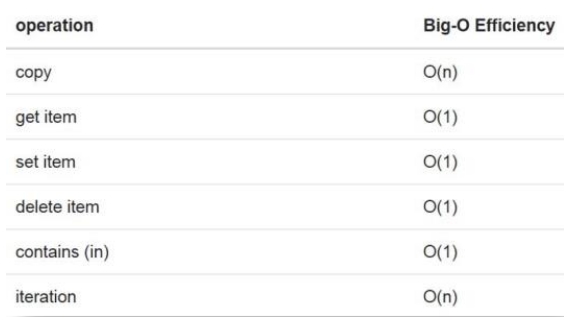 operation Big-O Efficiency
copy O(n)
get item O(1)
set item O(1)
delete item O(1)
contains (in) O(1)
iteration O(n)